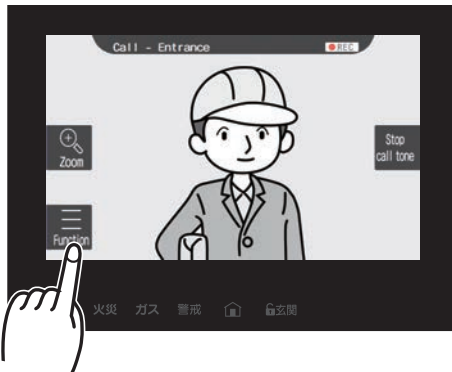 Call - Entrance
REC
Zoom
Stop
call tone
Function
火災 ガス 警戒 玄関